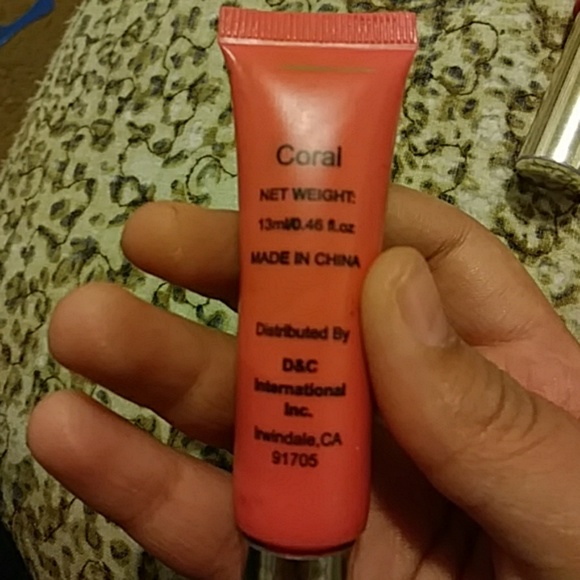 Coral
NET WEIGHT:
13ml/0.46 fl.oz
MADE IN CHINA
Distributed By
D&C
International
Inc.
Irwindale,CA
91705